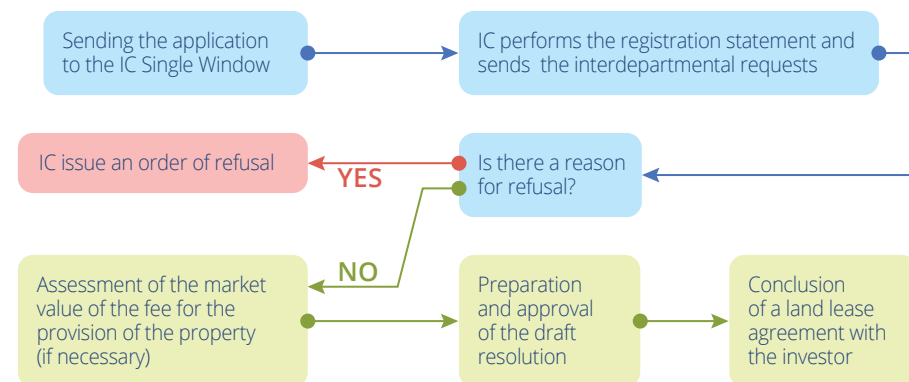 Sending the application
to the IC Single Window
IC performs the registration statement and
sends the interdepartmental requests
IC issue an order of refusal
YES
Is there a reason
for refusal?
NO
Assessment of the market
value of the fee for the
provision of the property
(if necessary)
Preparation
and approval
of the draft
resolution
Conclusion
of a land lease
agreement with
the investor